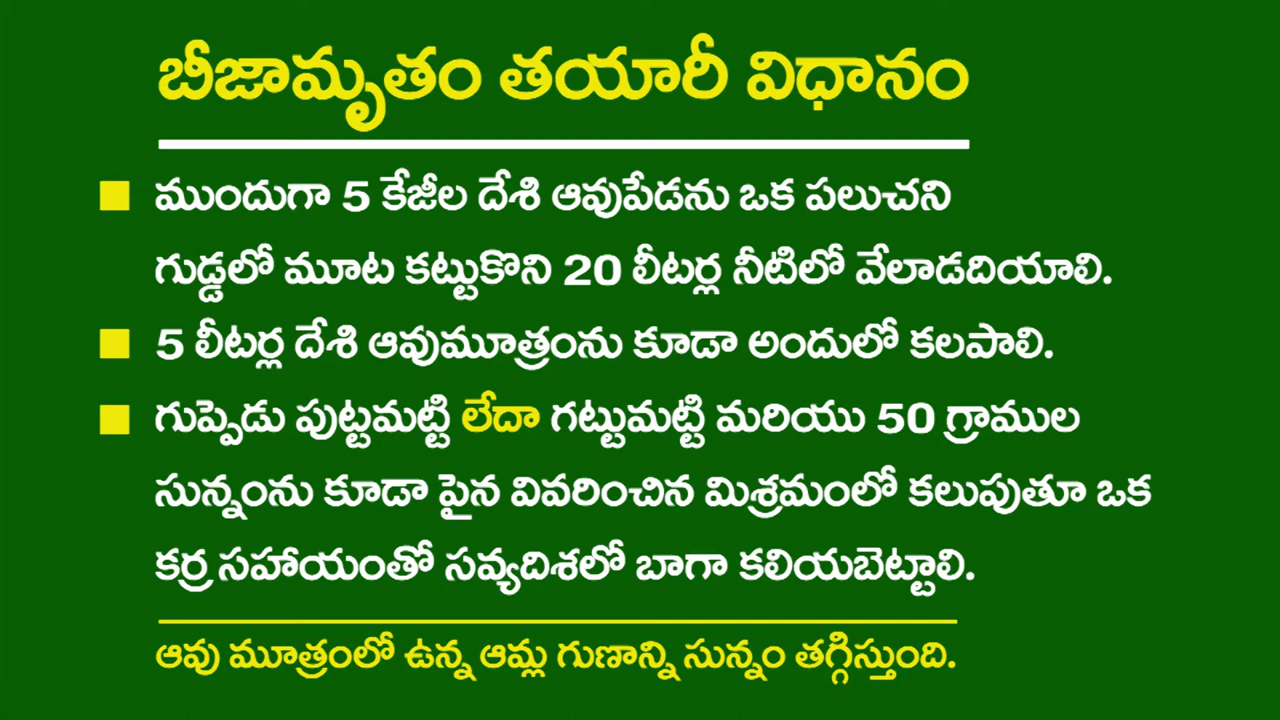 బీజామృతం తయారీ విధానం
ముందుగా 5 కేజీల దేశి ఆవుపేడను ఒక పలుచని
గుడ్డలో మూట కట్టుకొని 20 లీటర్ల నీటిలో వేలాడదియాలి.
5 లీటర్ల దేశి ఆవుమూత్రంను కూడా అందులో కలపాలి.
గుప్పెడు పుట్టమట్టి లేదా గట్టుమట్టి మరియు 50 గ్రాముల
సున్నంను కూడా పైన వివరించిన మిశ్రమంలో కలుపుతూ ఒక
కర్ర సహాయంతో సవ్యదిశలో బాగా కలియబెట్టాలి.
ఆవు మూత్రంలో ఉన్న ఆమ్ల గుణాన్ని సున్నం తగ్గిస్తుంది.